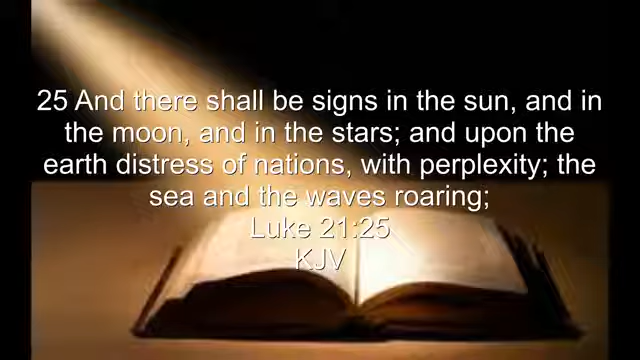 25 And there shall be signs in the sun, and in
the moon, and in the stars; and upon the
earth distress of nations, with perplexity; the
sea and the waves roaring;
Luke 21:25
KJV